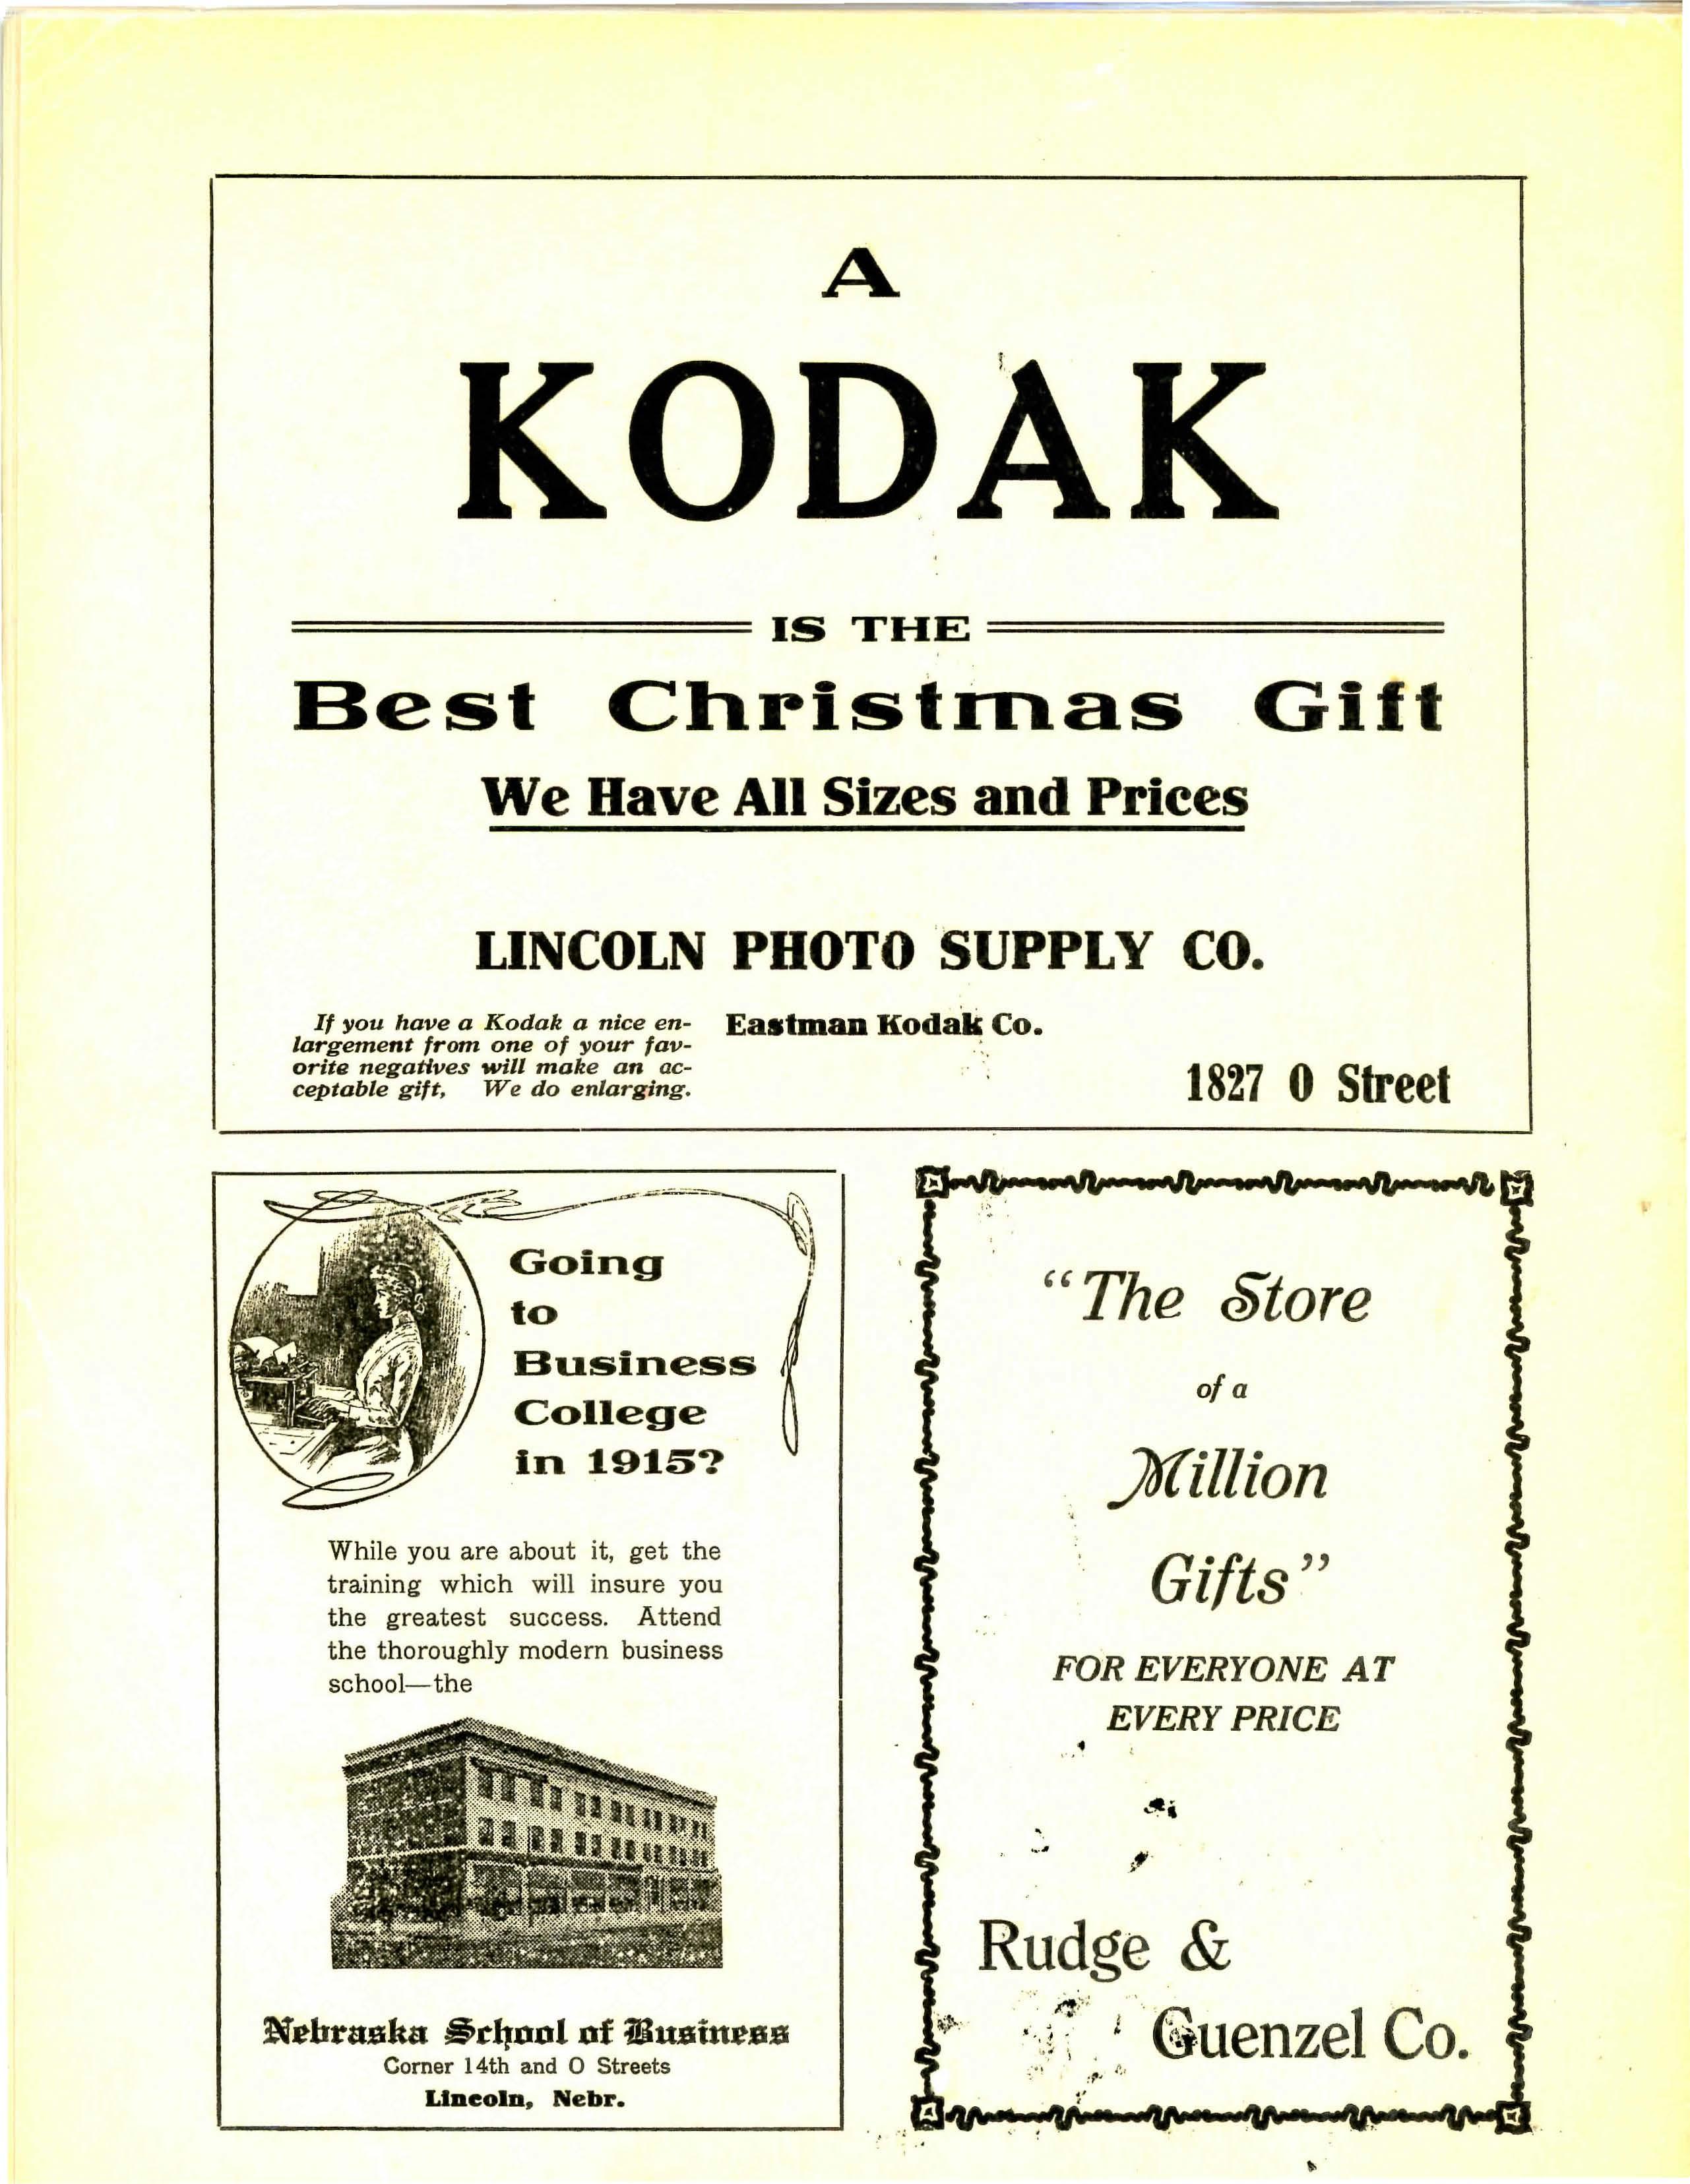 A
KODAK
IS THE
Best Christmas Gift
We Have All Sizes and Prices
LINCOLN PHOTO SUPPLY CO.
If you have a Kodak a nice en-
largement from one of your fav-
orite negatives will make an ac-
ceptable gift, We do enlarging.
Eastman Kodak Co.
1827 O Street
Going
to
Business
College
in 1915?
While you are about it, get the
training which will insure you
the greatest success. Attend
the thoroughly modern business
school—the
Nebraska School of Business
Corner 14th and O Streets
Lincoln, Nebr.
"The Store
of a
Million
Gifts"
FOR EVERYONE AT
EVERY PRICE
Rudge &
Guenzel Co.